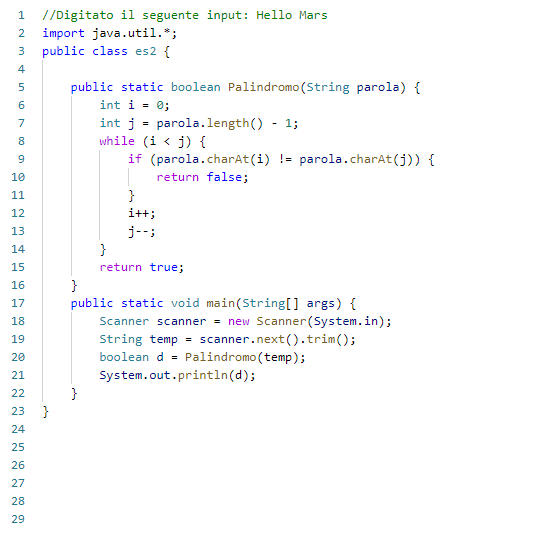 1 //Digitato il seguente input: Hello Mars
2 import java.util.*;
3 public class es2 {
4
5     public static boolean Palindromo(String parola) {
6         int i = 0;
7         int j = parola.length() - 1;
8         while (i < j) {
9             if (parola.charAt(i) != parola.charAt(j)) {
10                 return false;
11             }
12             i++;
13             j--;
14         }
15         return true;
16     }
17     public static void main(String[] args) {
18         Scanner scanner = new Scanner(System.in);
19         String temp = scanner.next().trim();
20         boolean d = Palindromo(temp);
21         System.out.println(d);
22     }
23 }
24
25
26
27
28
29